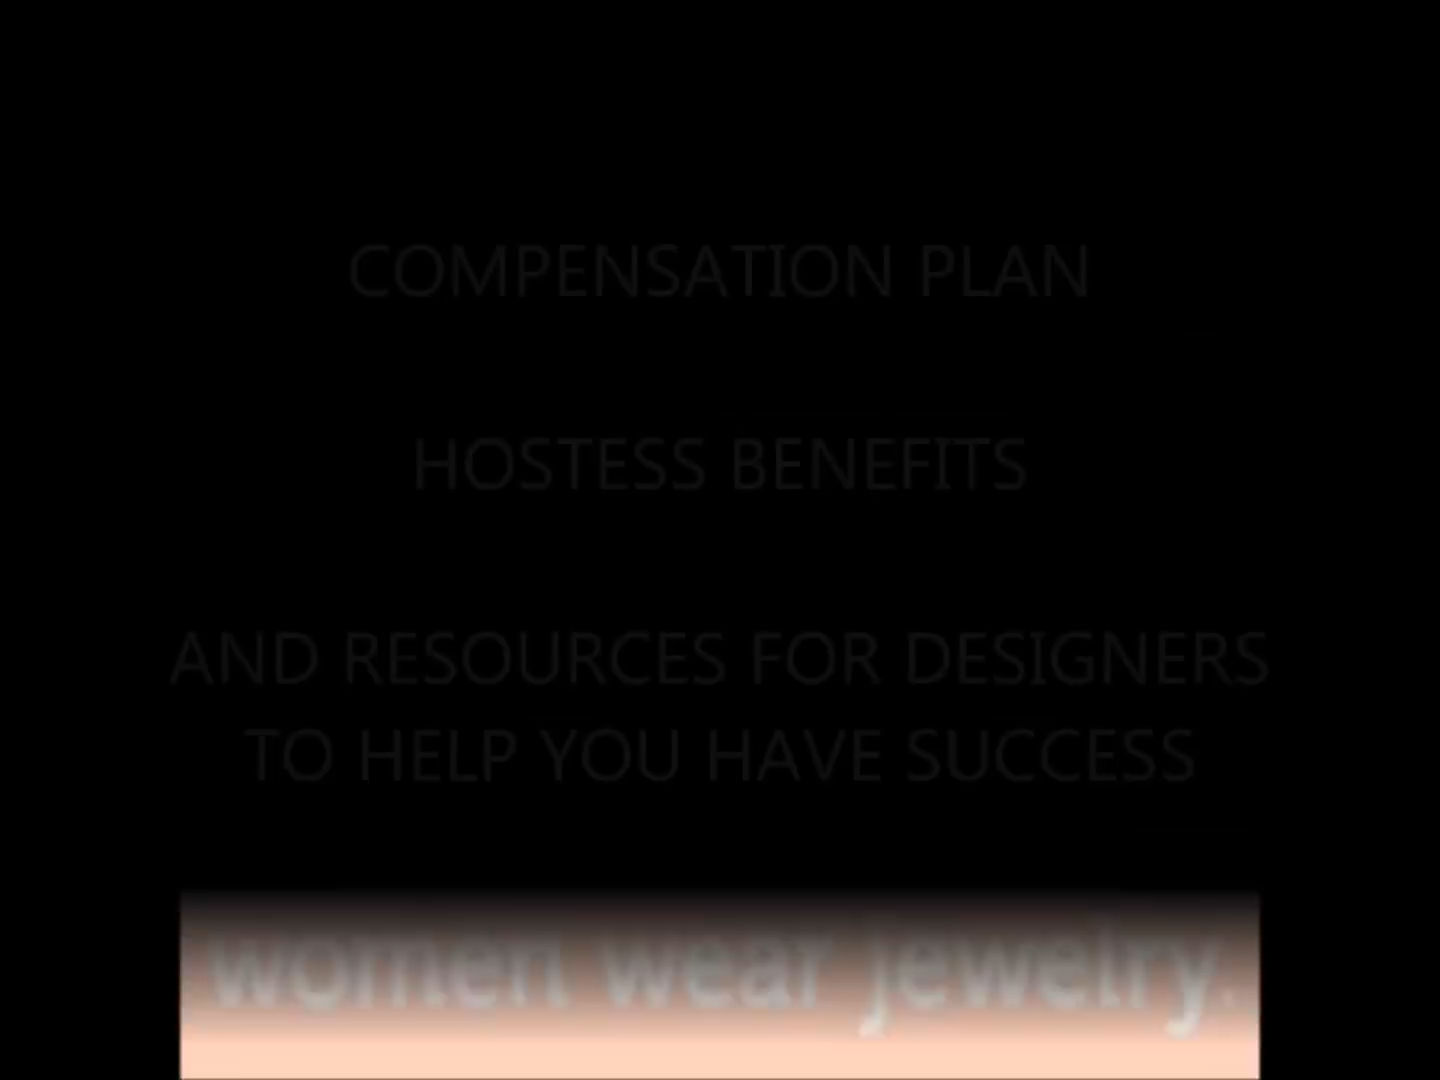 COMPENSATION PLAN
HOSTESS BENEFITS
AND RESOURCES FOR DESIGNERS
TO HELP YOU HAVE SUCCESS
women wear jewelry.